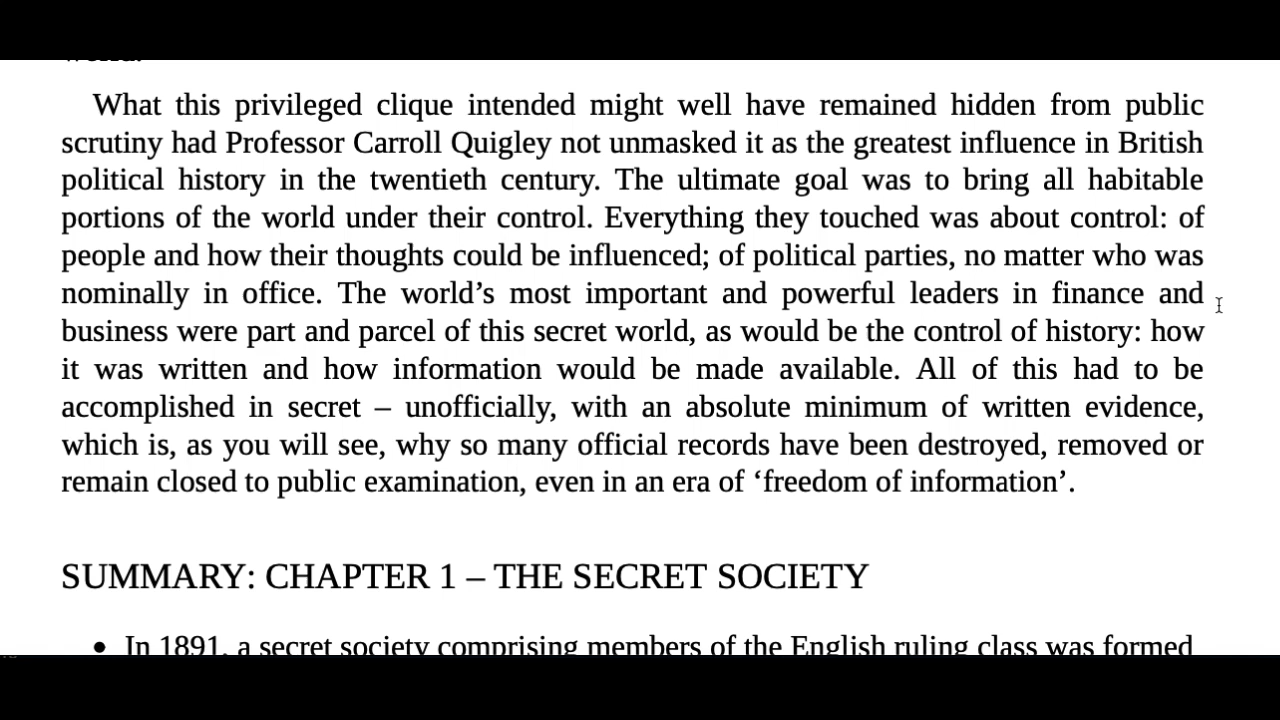 What this privileged clique intended might well have remained hidden from public
scrutiny had Professor Carroll Quigley not unmasked it as the greatest influence in British
political history in the twentieth century. The ultimate goal was to bring all habitable
portions of the world under their control. Everything they touched was about control: of
people and how their thoughts could be influenced; of political parties, no matter who was
nominally in office. The world’s most important and powerful leaders in finance and
business were part and parcel of this secret world, as would be the control of history: how
it was written and how information would be made available. All of this had to be
accomplished in secret – unofficially, with an absolute minimum of written evidence,
which is, as you will see, why so many official records have been destroyed, removed or
remain closed to public examination, even in an era of ‘freedom of information’.
SUMMARY: CHAPTER 1 – THE SECRET SOCIETY
• In 1891, a secret society comprising members of the English ruling class was formed